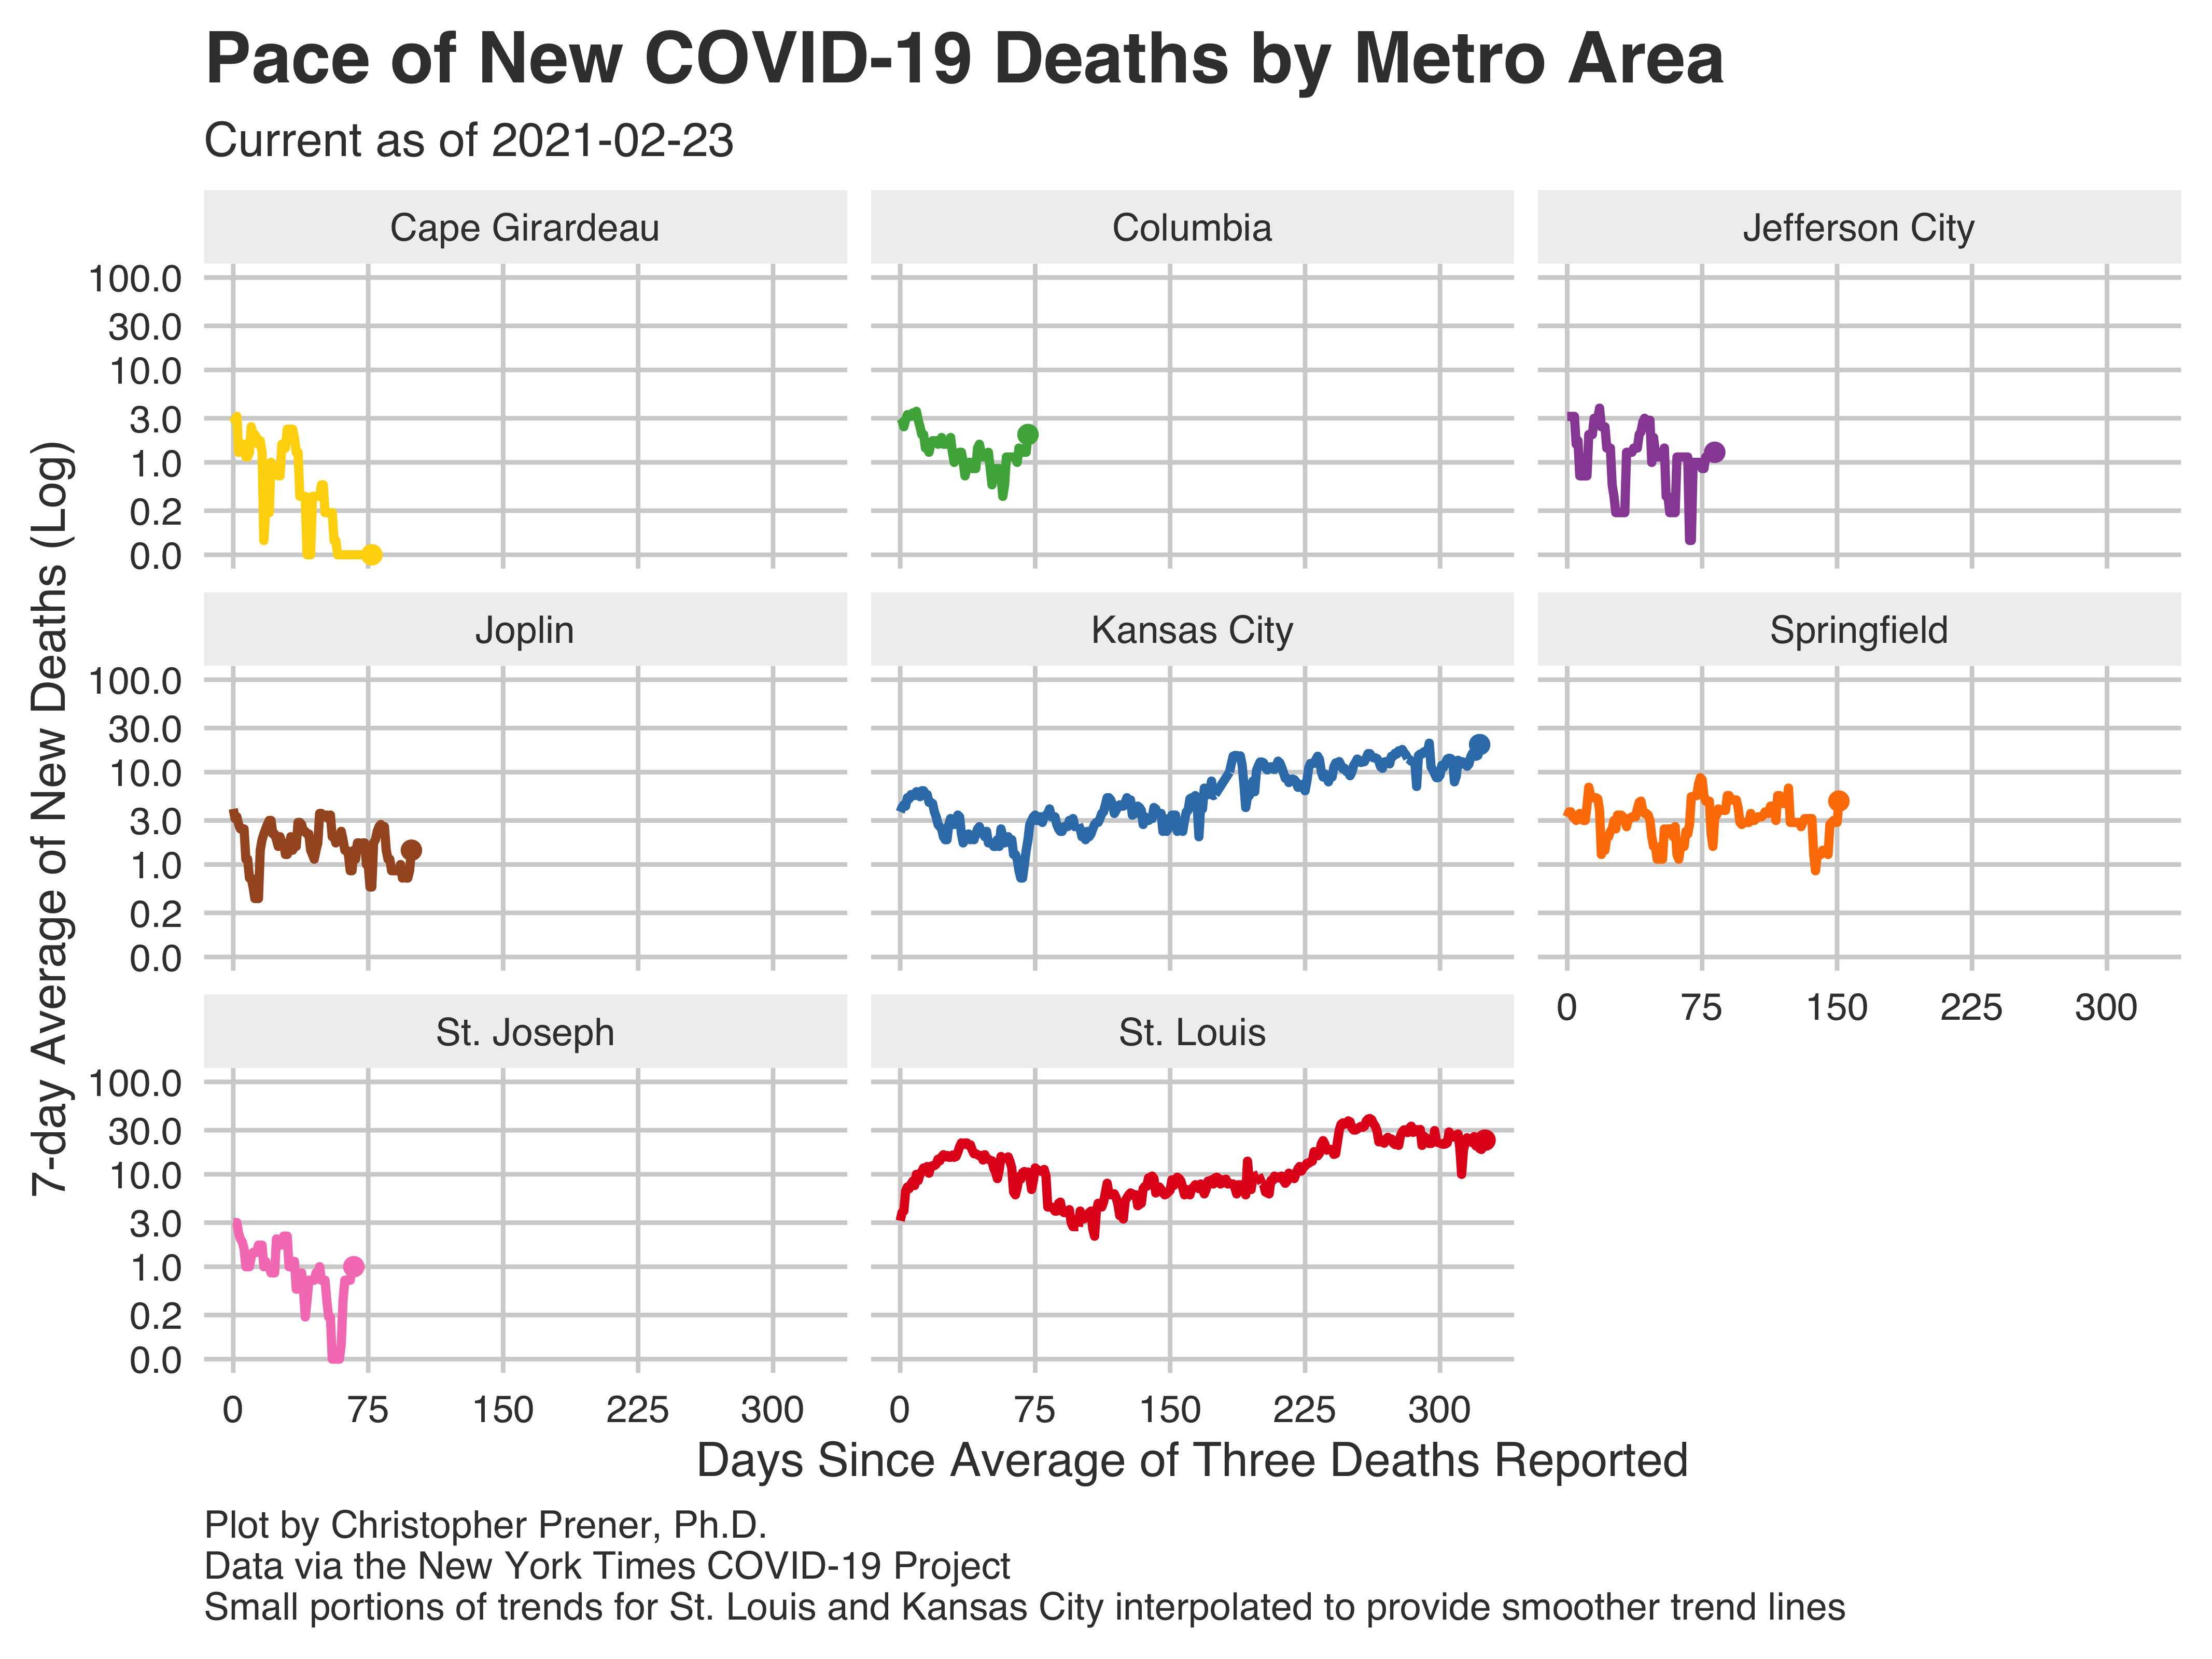 Pace of New COVID-19 Deaths by Metro Area
Current as of 2021-02-23
7-day Average of New Deaths (Log)
Cape Girardeau
Columbia
Jefferson City
100.0
30.0
10.0
3.0
1.0
0.2
0.0
Joplin
Kansas City
Springfield
100.0
30.0
10.0
3.0
1.0
0.2
0.0
0 75 150 225 300
St. Joseph
St. Louis
100.0
30.0
10.0
3.0
1.0
0.2
0.0
0 75 150 225 300
0 75 150 225 300
Days Since Average of Three Deaths Reported
Plot by Christopher Prener, Ph.D.
Data via the New York Times COVID-19 Project
Small portions of trends for St. Louis and Kansas City interpolated to provide smoother trend lines